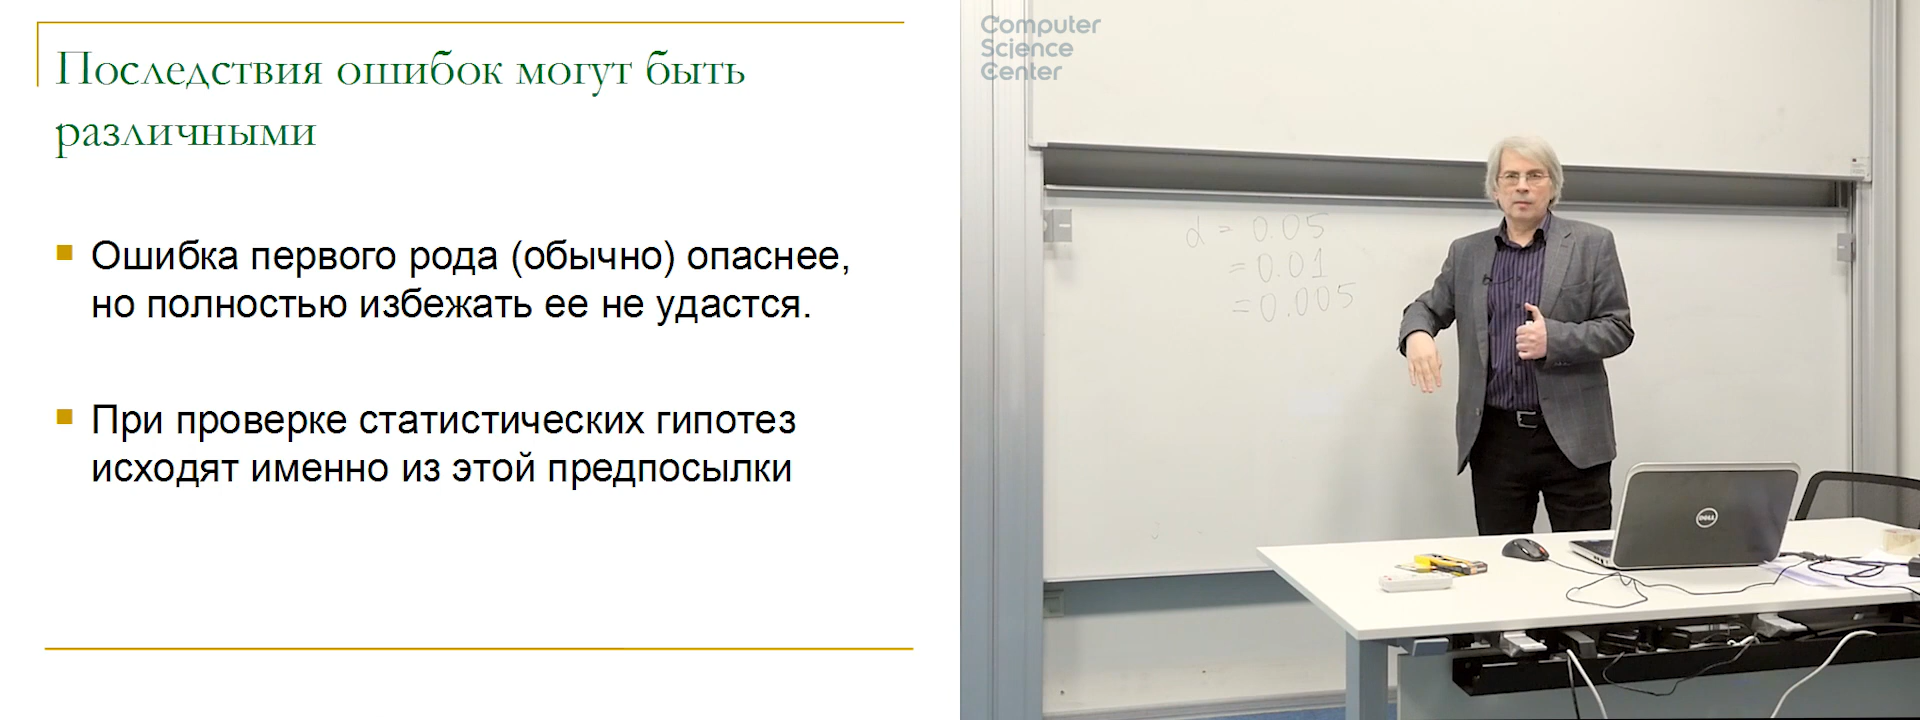 Последствия ошибок могут быть
различными
Ошибка первого рода (обычно) опаснее,
но полностью избежать ее не удастся.
При проверке статистических гипотез
исходят именно из этой предпосылки
Computer
Science
Center
α = 0.05
= 0.01
= 0.005
DELL